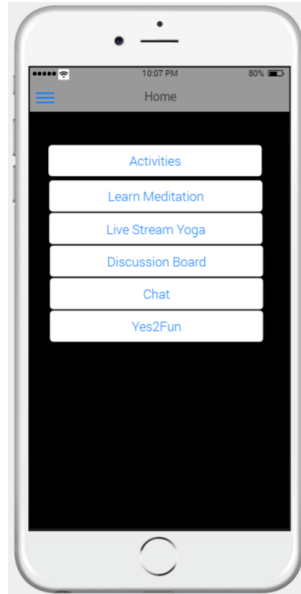 10:07 PM 80%
Home
Activities
Learn Meditation
Live Stream Yoga
Discussion Board
Chat
Yes2Fun